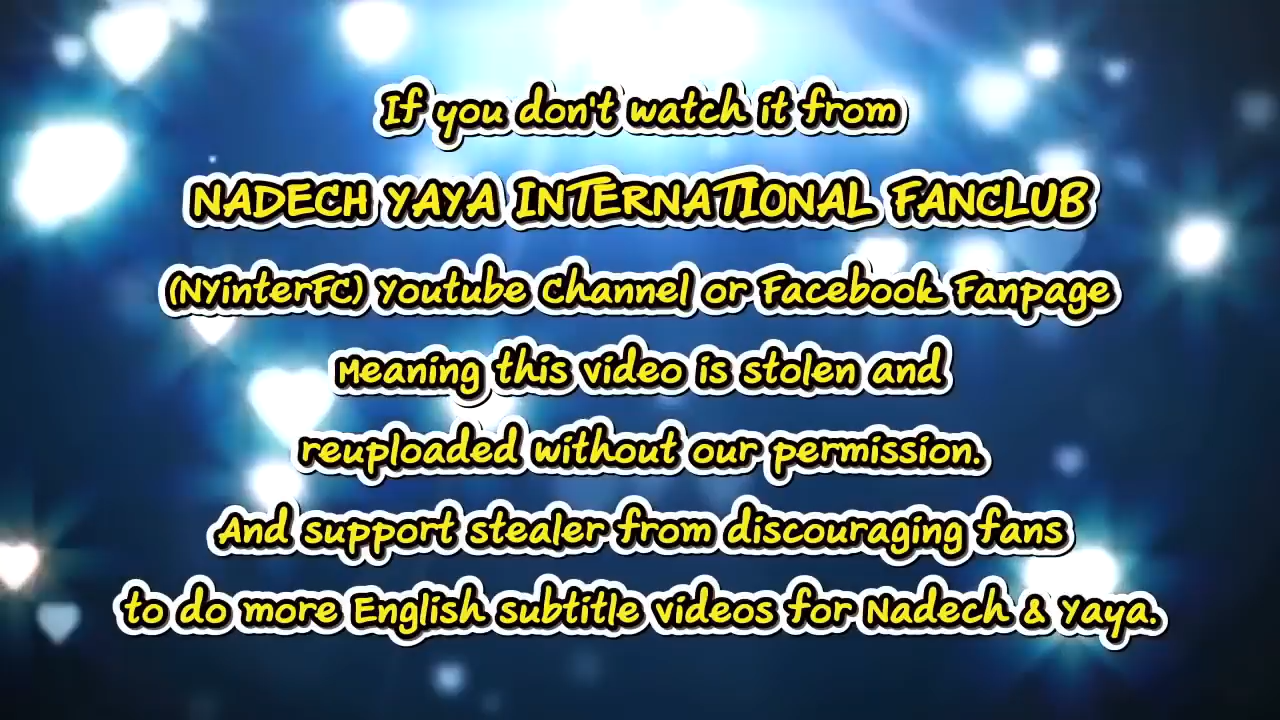 If you don't watch it from
NADECH YAYA INTERNATIONAL FANCLUB
(NYinterFC) Youtube Channel or Facebook Fanpage
Meaning this video is stolen and
reuploaded without our permission.
And support stealer from discouraging fans
to do more English subtitle videos for Nadech & Yaya.